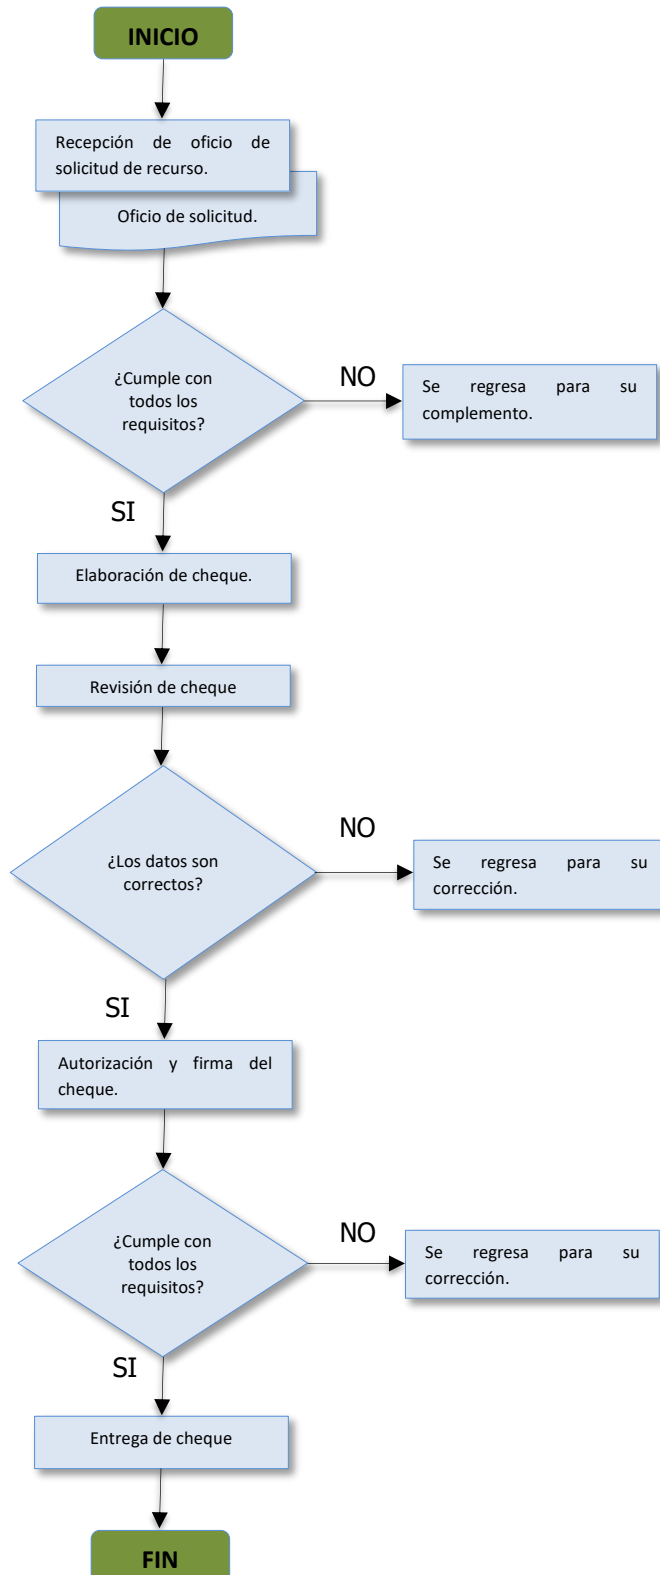 INICIO
Recepción de oficio de
solicitud de recurso.
Oficio de solicitud.
¿Cumple con
todos los
requisitos?
NO
Se regresa para su
complemento.
SI
Elaboración de cheque.
Revisión de cheque
¿Los datos son
correctos?
NO
Se regresa para su
corrección.
SI
Autorización y firma del
cheque.
¿Cumple con
todos los
requisitos?
NO
Se regresa para su
corrección.
SI
Entrega de cheque
FIN